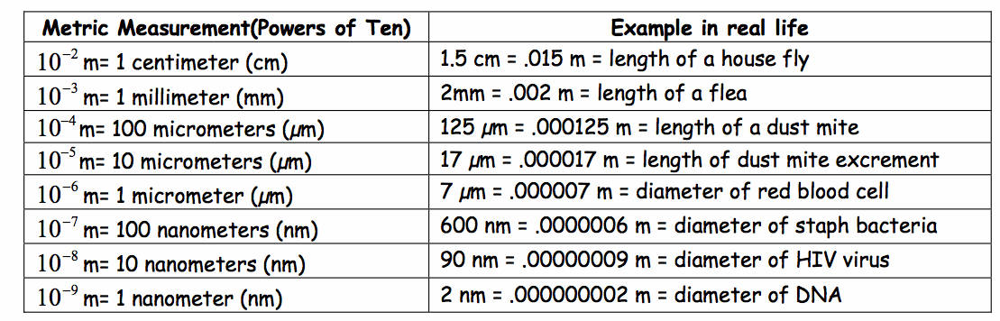 Metric Measurement(Powers of Ten) Example in real life
10⁻² m= 1 centimeter (cm) 1.5 cm = .015 m = length of a house fly
10⁻³ m= 1 millimeter (mm) 2mm = .002 m = length of a flea
10⁻⁴ m= 100 micrometers (μm) 125 μm = .000125 m = length of a dust mite
10⁻⁵ m= 10 micrometers (μm) 17 μm = .000017 m = length of dust mite excrement
10⁻⁶ m= 1 micrometer (μm) 7 μm = .000007 m = diameter of red blood cell
10⁻⁷ m= 100 nanometers (nm) 600 nm = .0000006 m = diameter of staph bacteria
10⁻⁸ m= 10 nanometers (nm) 90 nm = .00000009 m = diameter of HIV virus
10⁻⁹ m= 1 nanometer (nm) 2 nm = .000000002 m = diameter of DNA